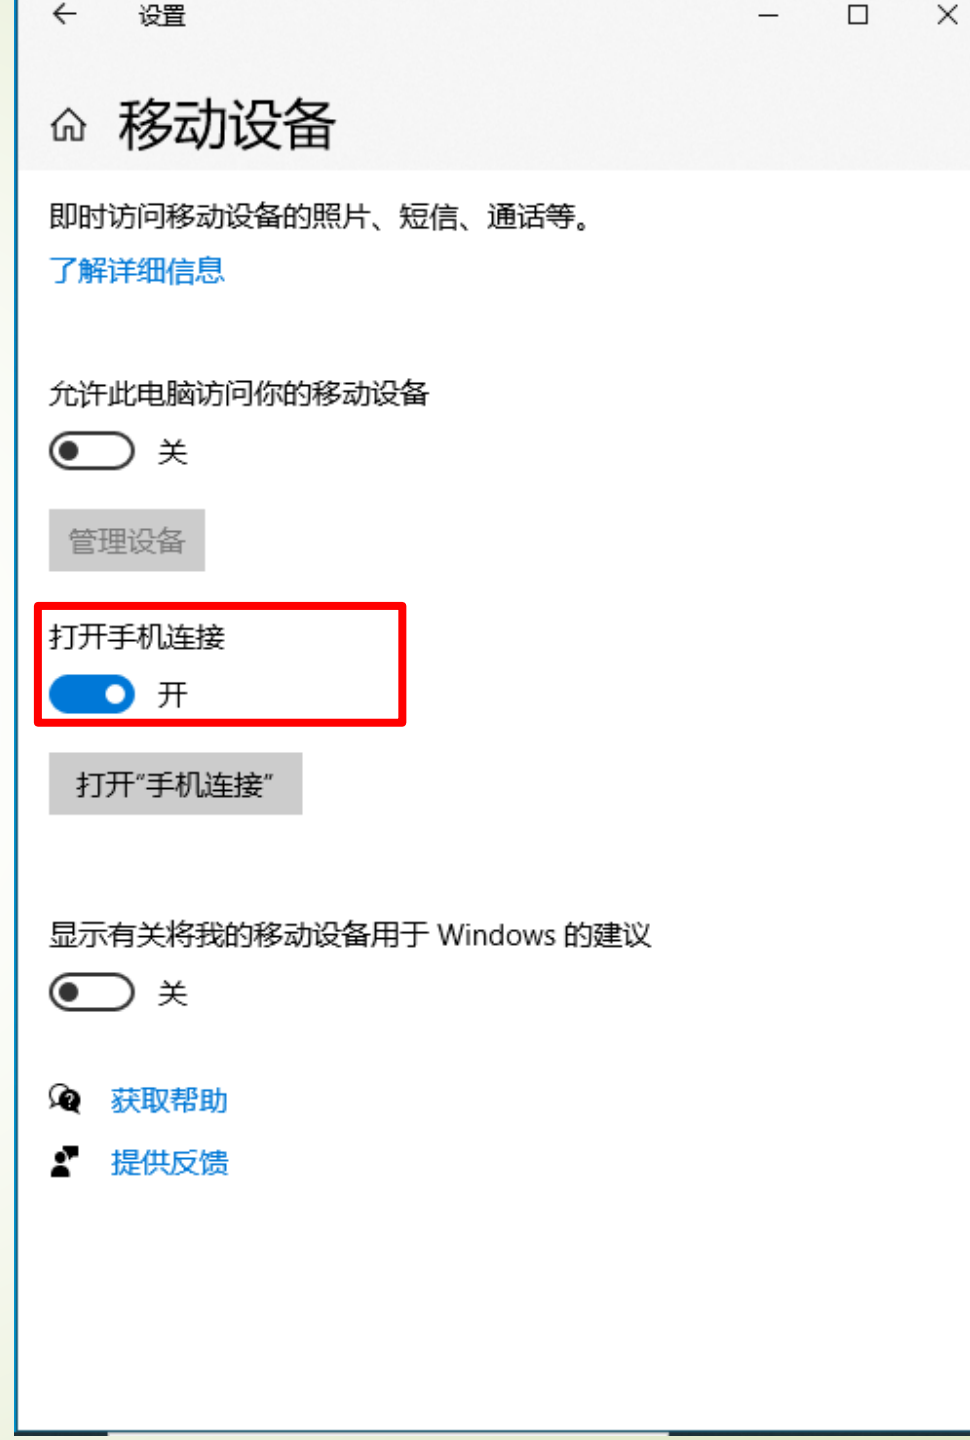 设置
移动设备
即时访问移动设备的照片、短信、通话等。
了解详细信息
允许此电脑访问你的移动设备
关
管理设备
打开手机连接
开
打开“手机连接”
显示有关将我的移动设备用于 Windows 的建议
关
获取帮助
提供反馈